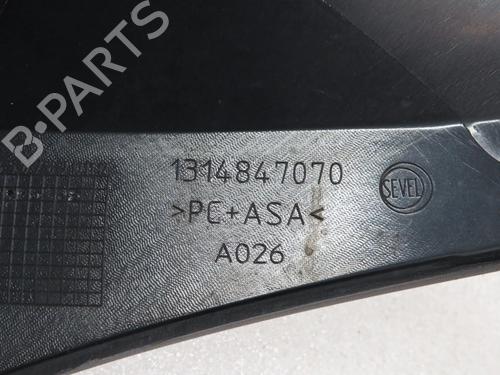 B-PARTS
1314847070
>PC+ASA<
A026
SEVEL